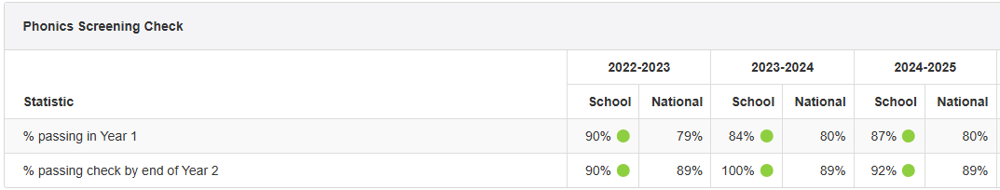 Phonics Screening Check
2022-2023 2023-2024 2024-2025
Statistic School National School National School National
% passing in Year 1 90% 79% 84% 80% 87% 80%
% passing check by end of Year 2 90% 89% 100% 89% 92% 89%